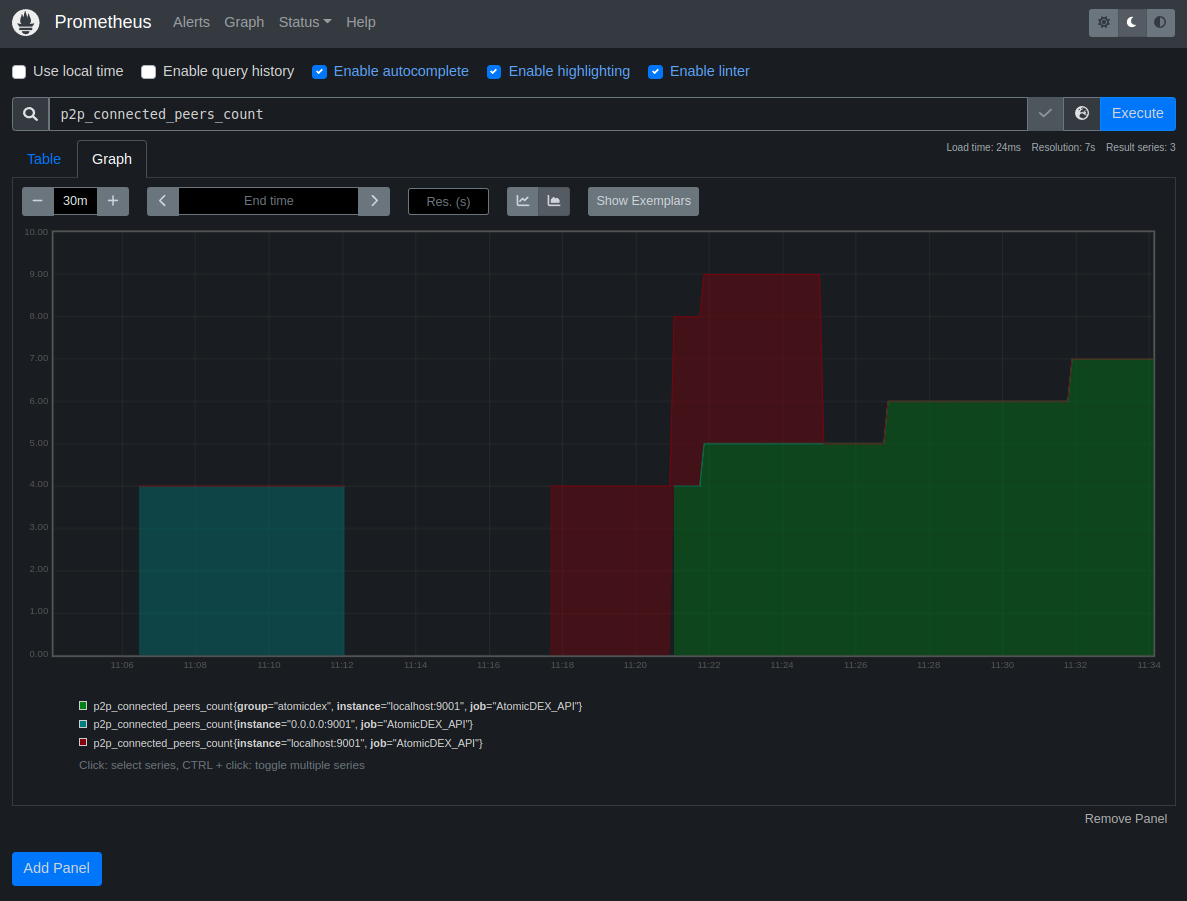 Prometheus Alerts Graph Status Help
Use local time Enable query history Enable autocomplete Enable highlighting Enable linter
p2p_connected_peers_count Execute
Load time: 24ms Resolution: 7s Result series: 3
Table Graph
30m End time Res. (s) Show Exemplars
10.00
9.00
8.00
7.00
6.00
5.00
4.00
3.00
2.00
1.00
0.00
11:06 11:08 11:10 11:12 11:14 11:16 11:18 11:20 11:22 11:24 11:26 11:28 11:30 11:32 11:34
p2p_connected_peers_count{group="atomicdex", instance="localhost:9001", job="AtomicDEX_API"}
p2p_connected_peers_count{instance="0.0.0.0:9001", job="AtomicDEX_API"}
p2p_connected_peers_count{instance="localhost:9001", job="AtomicDEX_API"}
Click: select series, CTRL + click: toggle multiple series
Remove Panel
Add Panel